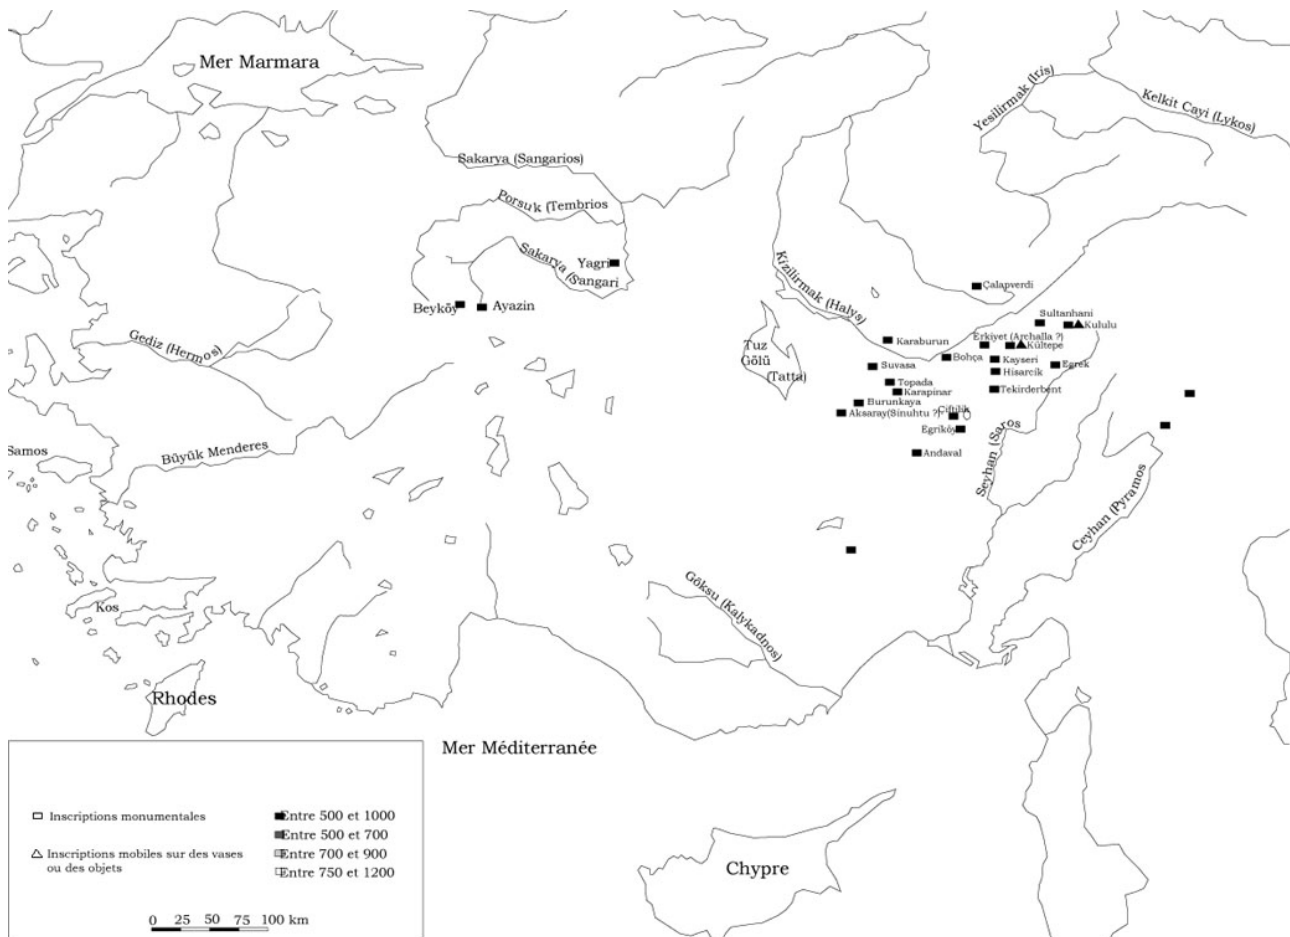 Mer Marmara
Yesilirmak (Iris)
Kelkit Cayi (Lykos)
Sakarya (Sangarios)
Porsuk (Tembrios
Sakarya (Sangari
Yagri
Kizilirmak (Halys)
Çalapverdi
Beyköy
Ayazin
Sultanhani
Kululu
Gediz (Hermos)
Tuz
Gölü
(Tatta)
Karaburun
Erkiyet (Archalla ?)
Kültepe
Bohça
Kayseri
Suvasa
Hisarcik
Egrek
Topada
Karapinar
Tekirderbent
Burunkaya
Aksaray(Sinuhtu ?)
Ciftilik
Egriköy
Samos
Büyük Menderes
Andaval
Seyhan (Saros
Ceyhan (Pyramos
Göksu (Kalykadnos)
Kos
Rhodes
Mer Méditerranée
Chypre
Inscriptions monumentales
Inscriptions mobiles sur des vases
ou des objets
Entre 500 et 1000
Entre 500 et 700
Entre 700 et 900
Entre 750 et 1200
0 25 50 75 100 km